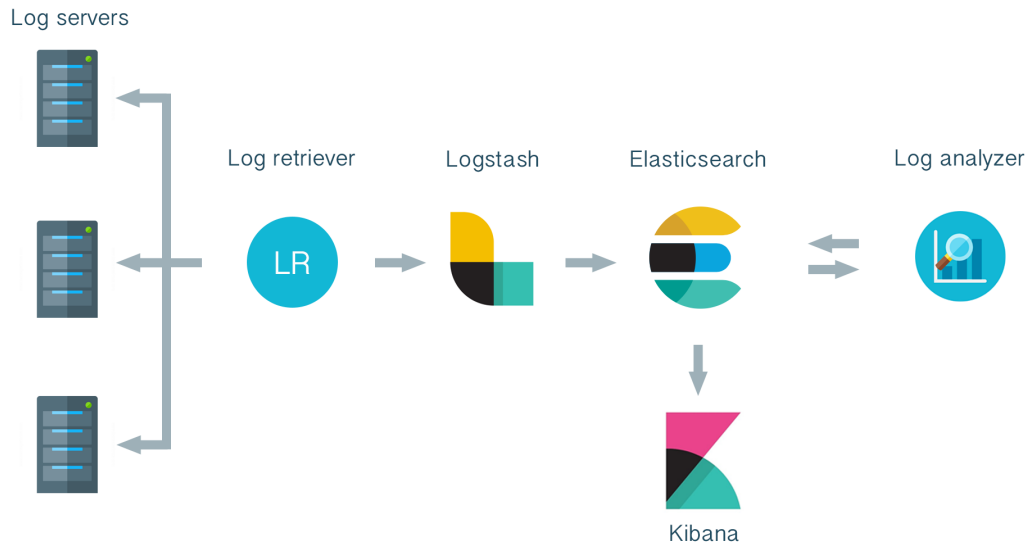 Log servers
Log retriever
Logstash
Elasticsearch
Log analyzer
LR
Kibana